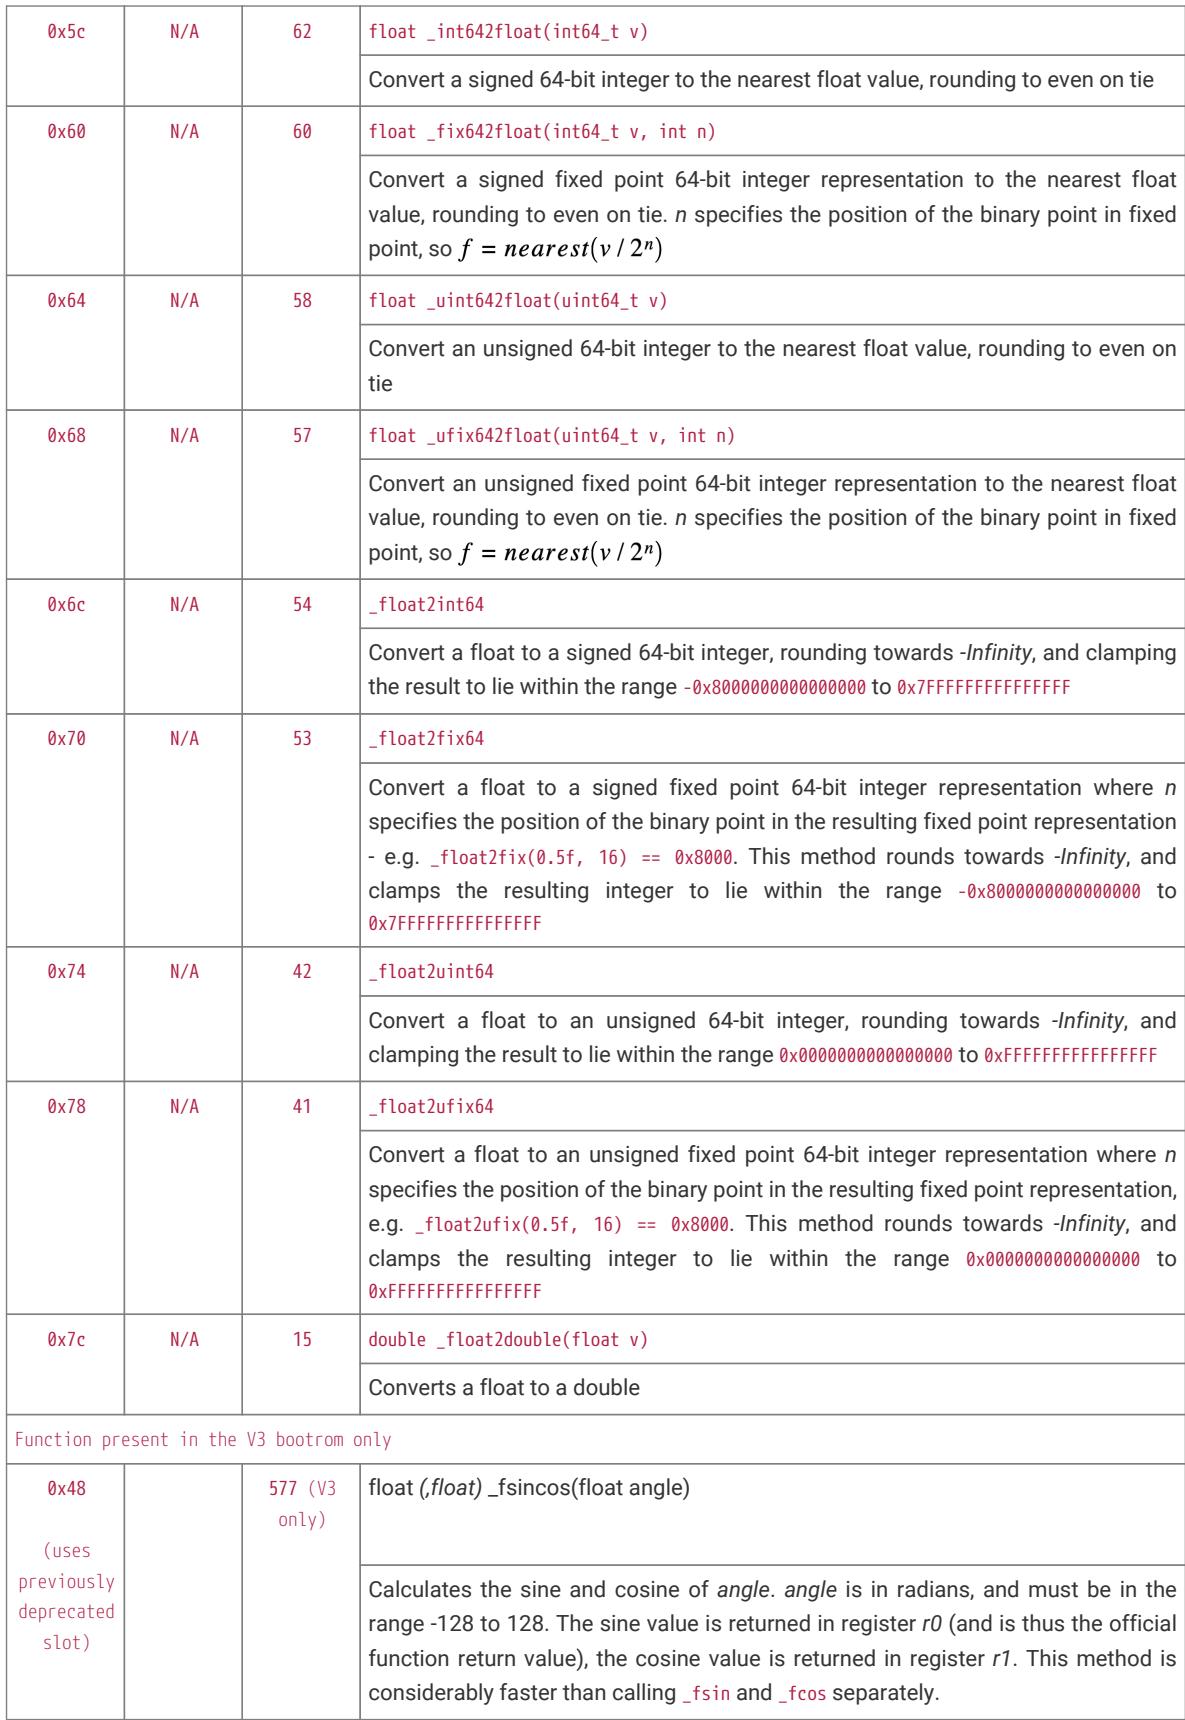 0x5c N/A 62 float _int642float(int64_t v)
Convert a signed 64-bit integer to the nearest float value, rounding to even on tie
0x60 N/A 60 float _fix642float(int64_t v, int n)
Convert a signed fixed point 64-bit integer representation to the nearest float
value, rounding to even on tie. n specifies the position of the binary point in fixed
point, so f = nearest(v / 2ⁿ)
0x64 N/A 58 float _uint642float(uint64_t v)
Convert an unsigned 64-bit integer to the nearest float value, rounding to even on
tie
0x68 N/A 57 float _ufix642float(uint64_t v, int n)
Convert an unsigned fixed point 64-bit integer representation to the nearest float
value, rounding to even on tie. n specifies the position of the binary point in fixed
point, so f = nearest(v / 2ⁿ)
0x6c N/A 54 _float2int64
Convert a float to a signed 64-bit integer, rounding towards -Infinity, and clamping
the result to lie within the range -0x8000000000000000 to 0x7FFFFFFFFFFFFFFF
0x70 N/A 53 _float2fix64
Convert a float to a signed fixed point 64-bit integer representation where n
specifies the position of the binary point in the resulting fixed point representation
- e.g. _float2fix(0.5f, 16) == 0x8000. This method rounds towards -Infinity, and
clamps the resulting integer to lie within the range -0x8000000000000000 to
0x7FFFFFFFFFFFFFFF
0x74 N/A 42 _float2uint64
Convert a float to an unsigned 64-bit integer, rounding towards -Infinity, and
clamping the result to lie within the range 0x0000000000000000 to 0xFFFFFFFFFFFFFFFF
0x78 N/A 41 _float2ufix64
Convert a float to an unsigned fixed point 64-bit integer representation where n
specifies the position of the binary point in the resulting fixed point representation,
e.g. _float2ufix(0.5f, 16) == 0x8000. This method rounds towards -Infinity, and
clamps the resulting integer to lie within the range 0x0000000000000000 to
0xFFFFFFFFFFFFFFFF
0x7c N/A 15 double _float2double(float v)
Converts a float to a double
Function present in the V3 bootrom only
0x48
(uses
previously
deprecated
slot)
577 (V3
only)
float (,float) _fsincos(float angle)
Calculates the sine and cosine of angle. angle is in radians, and must be in the
range -128 to 128. The sine value is returned in register r0 (and is thus the official
function return value), the cosine value is returned in register r1. This method is
considerably faster than calling _fsin and _fcos separately.